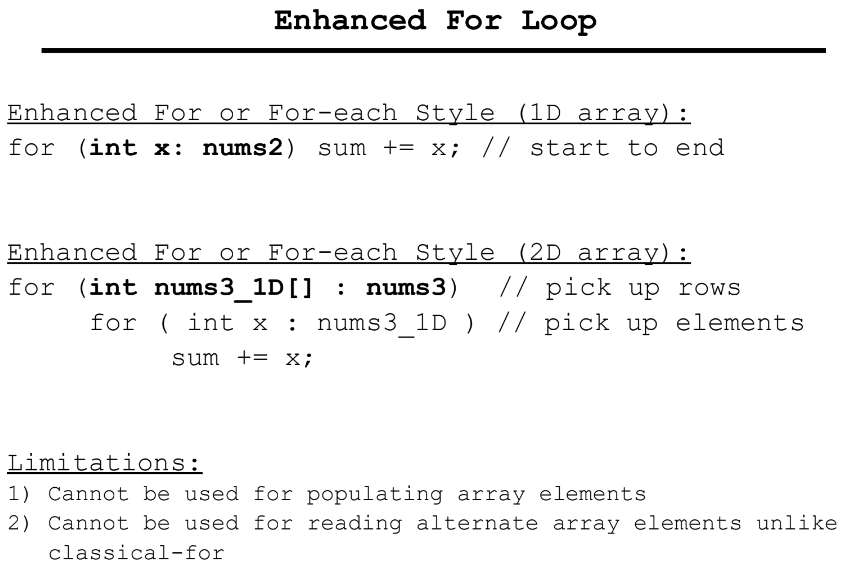 Enhanced For Loop
Enhanced For or For-each Style (1D array):
for (int x: nums2) sum += x; // start to end
Enhanced For or For-each Style (2D array):
for (int nums3_1D[] : nums3)  // pick up rows
     for ( int x : nums3_1D ) // pick up elements
          sum += x;
Limitations:
1) Cannot be used for populating array elements
2) Cannot be used for reading alternate array elements unlike
   classical-for